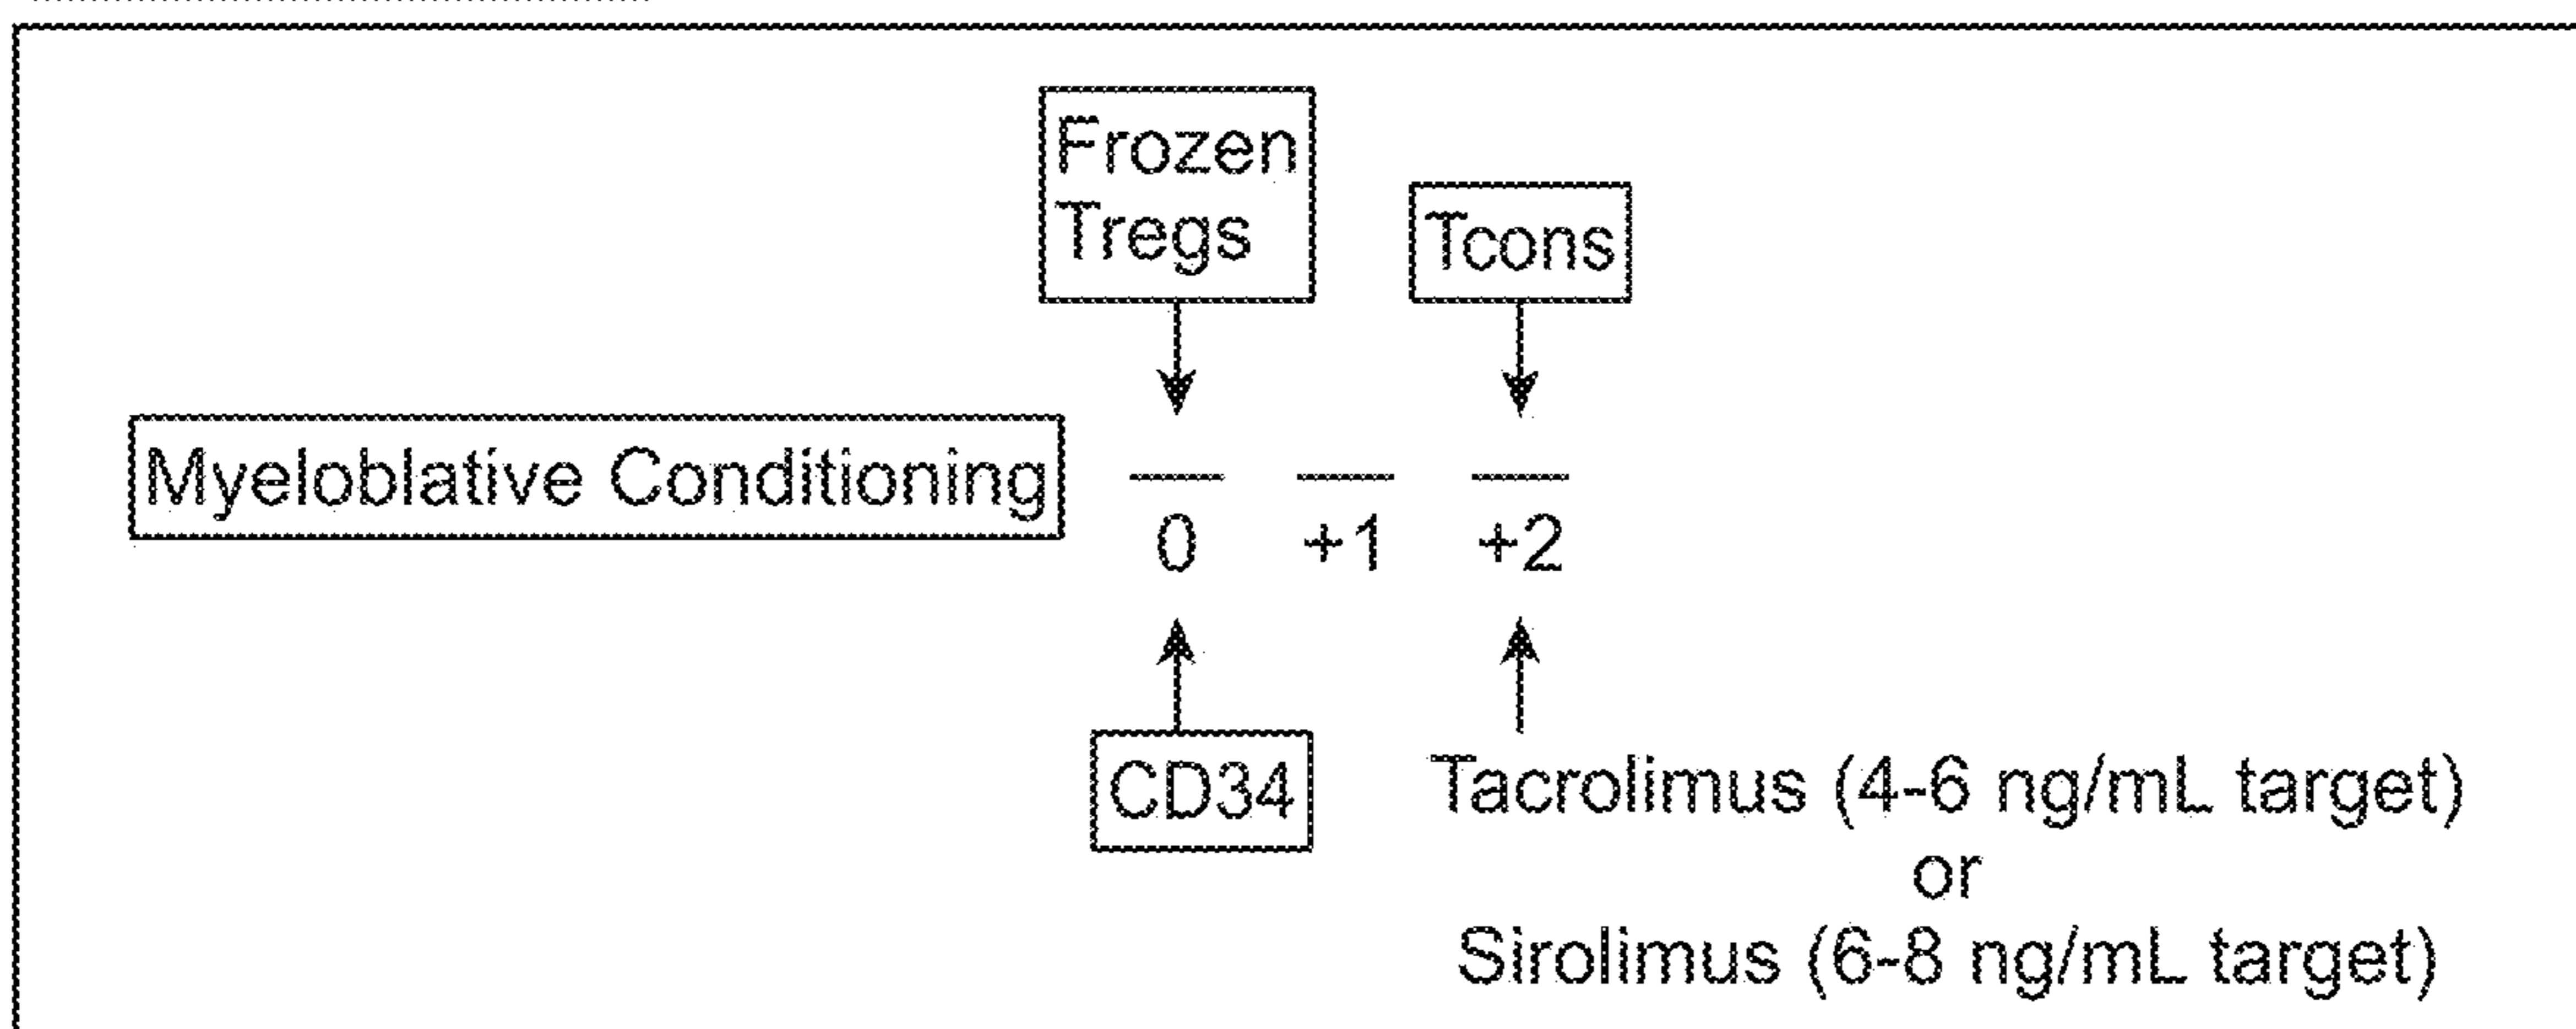 Frozen
Tregs
Tcons
Myeloblative Conditioning
0 +1 +2
CD34
Tacrolimus (4-6 ng/mL target)
or
Sirolimus (6-8 ng/mL target)